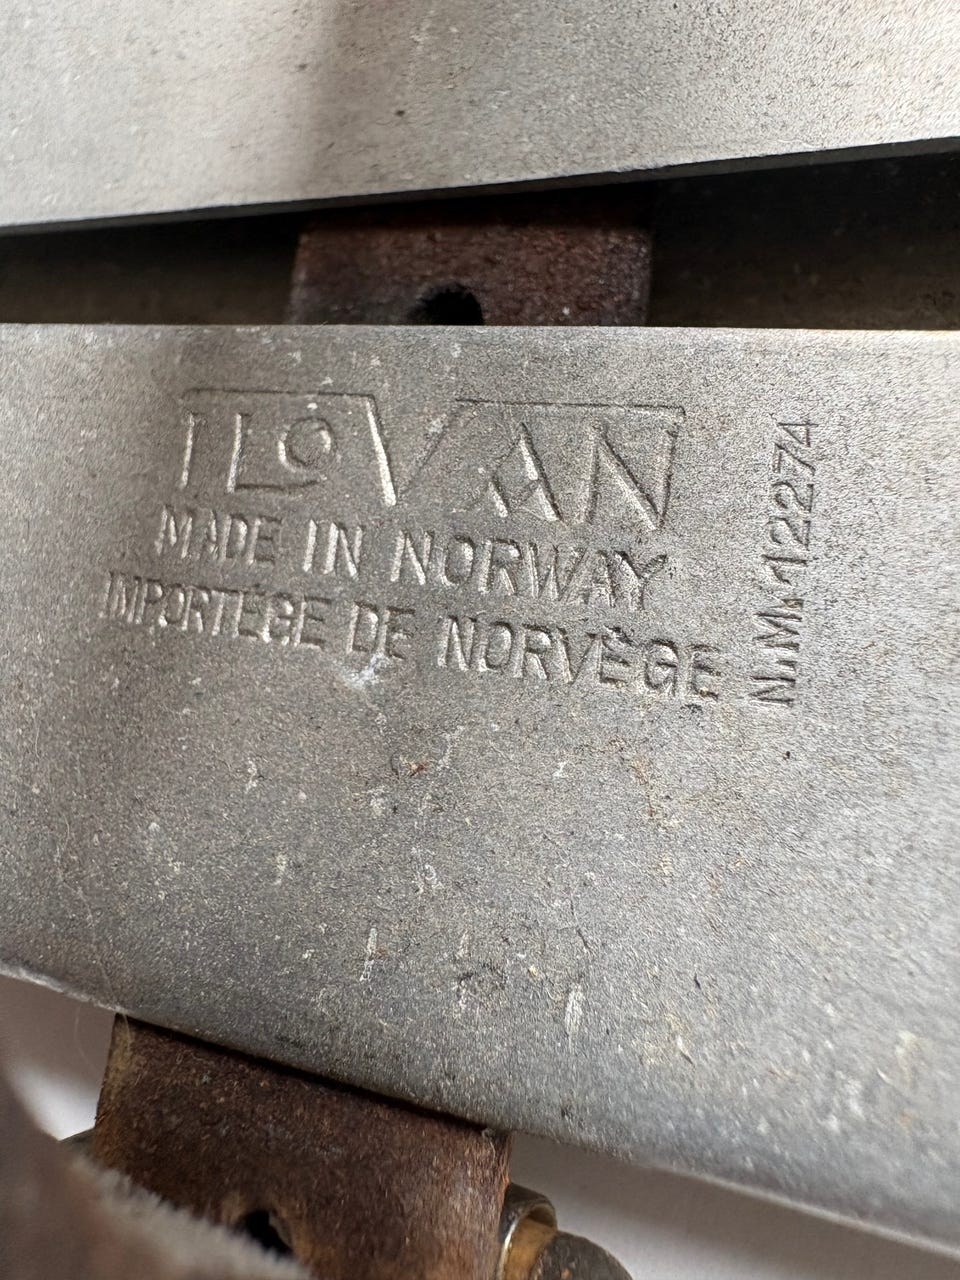 ILOVAN
MADE IN NORWAY
IMPORTÉGE DE NORVÈGE
N.M.12274